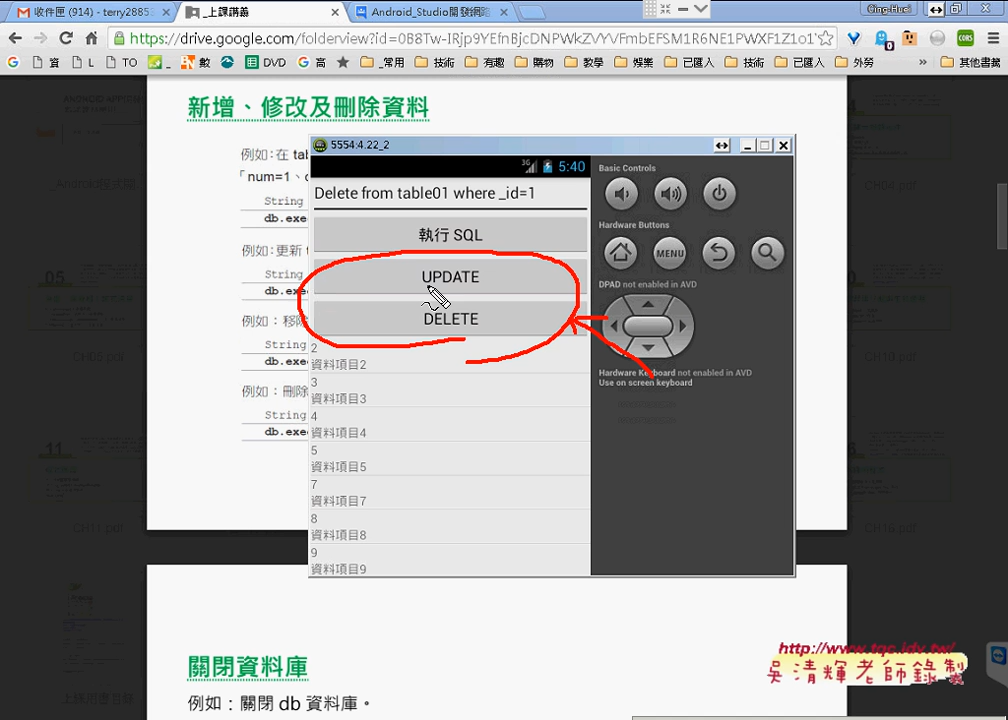 收件匣 (914) - terry2885
_上課講義
Android_Studio開發網路
Qing-Huei
https://drive.google.com/folderview?id=0B8Tw-IRjp9YEfnBjcDNPWkZVYVFmbEFSM1R6NE1PWXF1Z1o1
資 L TO 數 DVD 高 _常用 技術 有趣 購物 教學 娛樂 已匯入 技術 已匯入 外勞 » 其他書籤
新增、修改及刪除資料
例如：在 tab
「num=1、c
String
db.exe
例如：更新
String
db.exe
例如：移除
String
db.exe
例如：刪除
String
db.exe
5554:4.22_2
3G 5:40
Delete from table01 where _id=1
執行 SQL
UPDATE
DELETE
2
資料項目2
3
資料項目3
4
資料項目4
5
資料項目5
7
資料項目7
8
資料項目8
9
資料項目9
Basic Controls
Hardware Buttons
MENU
DPAD not enabled in AVD
Hardware Keyboard not enabled in AVD
Use on screen keyboard
CH04.pdf
05
CH05.pdf
CH10.pdf
11
CH11.pdf
CH16.pdf
關閉資料庫
例如：關閉 db 資料庫。
http://www.tqc.idv.tw/
吳清輝老師錄製